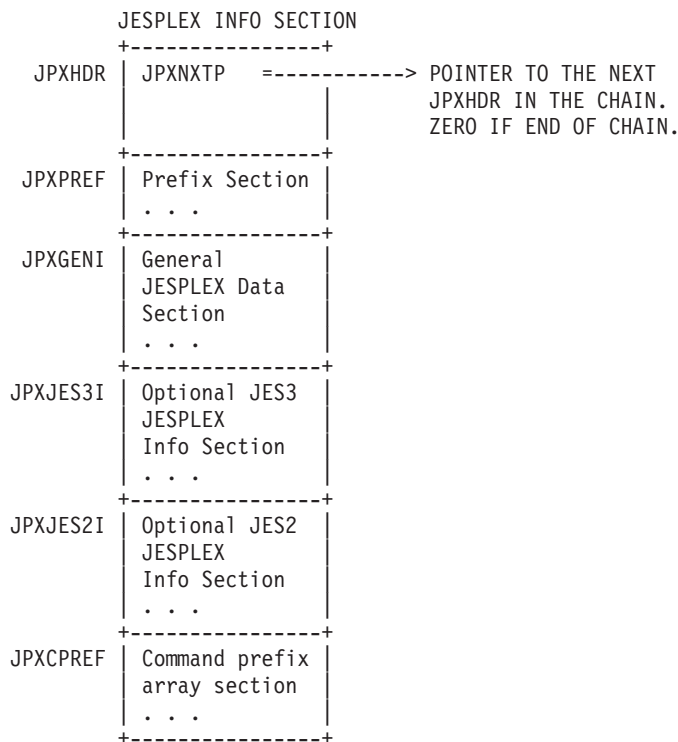 JESPLEX INFO SECTION
+----------------+
JPXHDR | JPXNXTP =-----------> POINTER TO THE NEXT
| | JPXHDR IN THE CHAIN.
| | ZERO IF END OF CHAIN.
+----------------+
JPXPREF | Prefix Section |
| . . . |
+----------------+
JPXGENI | General |
| JESPLEX Data |
| Section |
| . . . |
+----------------+
JPXJES3I | Optional JES3 |
| JESPLEX |
| Info Section |
| . . . |
+----------------+
JPXJES2I | Optional JES2 |
| JESPLEX |
| Info Section |
| . . . |
+----------------+
JPXCPREF | Command prefix |
| array section |
| . . . |
+----------------+